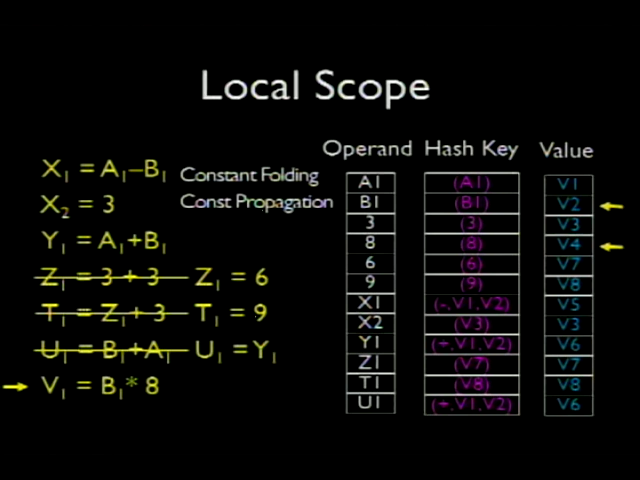 Local Scope
X₁ = A₁–B₁
X₂ = 3
Y₁ = A₁+B₁
Z₁ = 3 + 3 Z₁ = 6
T₁ = Z₁ + 3 T₁ = 9
U₁ = B₁+A₁ U₁ = Y₁
V₁ = B₁* 8
Constant Folding
Const Propagation
Operand Hash Key Value
A1 (A1) V1
B1 (B1) V2
3 (3) V3
8 (8) V4
6 (6) V7
9 (9) V8
X1 (-,V1,V2) V5
X2 (V3) V3
Y1 (+,V1,V2) V6
Z1 (V7) V7
T1 (V8) V8
U1 (+,V1,V2) V6